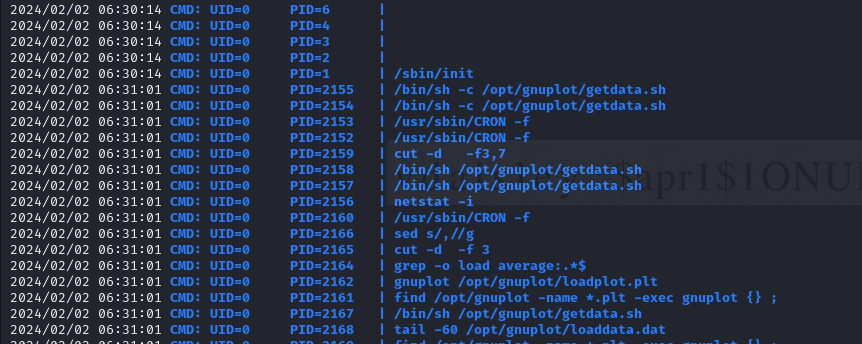 2024/02/02 06:30:14 CMD: UID=0 PID=6 |
2024/02/02 06:30:14 CMD: UID=0 PID=4 |
2024/02/02 06:30:14 CMD: UID=0 PID=3 |
2024/02/02 06:30:14 CMD: UID=0 PID=2 |
2024/02/02 06:30:14 CMD: UID=0 PID=1 | /sbin/init
2024/02/02 06:31:01 CMD: UID=0 PID=2155 | /bin/sh -c /opt/gnuplot/getdata.sh
2024/02/02 06:31:01 CMD: UID=0 PID=2154 | /bin/sh -c /opt/gnuplot/getdata.sh
2024/02/02 06:31:01 CMD: UID=0 PID=2153 | /usr/sbin/CRON -f
2024/02/02 06:31:01 CMD: UID=0 PID=2152 | /usr/sbin/CRON -f
2024/02/02 06:31:01 CMD: UID=0 PID=2159 | cut -d   -f3,7
2024/02/02 06:31:01 CMD: UID=0 PID=2158 | /bin/sh /opt/gnuplot/getdata.sh
2024/02/02 06:31:01 CMD: UID=0 PID=2157 | /bin/sh /opt/gnuplot/getdata.sh
$apr1$1ONU
2024/02/02 06:31:01 CMD: UID=0 PID=2156 | netstat -i
2024/02/02 06:31:01 CMD: UID=0 PID=2160 | /usr/sbin/CRON -f
2024/02/02 06:31:01 CMD: UID=0 PID=2166 | sed s/,//g
2024/02/02 06:31:01 CMD: UID=0 PID=2165 | cut -d  -f 3
2024/02/02 06:31:01 CMD: UID=0 PID=2164 | grep -o load average:.*$
2024/02/02 06:31:01 CMD: UID=0 PID=2162 | gnuplot /opt/gnuplot/loadplot.plt
2024/02/02 06:31:01 CMD: UID=0 PID=2161 | find /opt/gnuplot -name *.plt -exec gnuplot {} ;
2024/02/02 06:31:01 CMD: UID=0 PID=2167 | /bin/sh /opt/gnuplot/getdata.sh
2024/02/02 06:31:01 CMD: UID=0 PID=2168 | tail -60 /opt/gnuplot/loaddata.dat